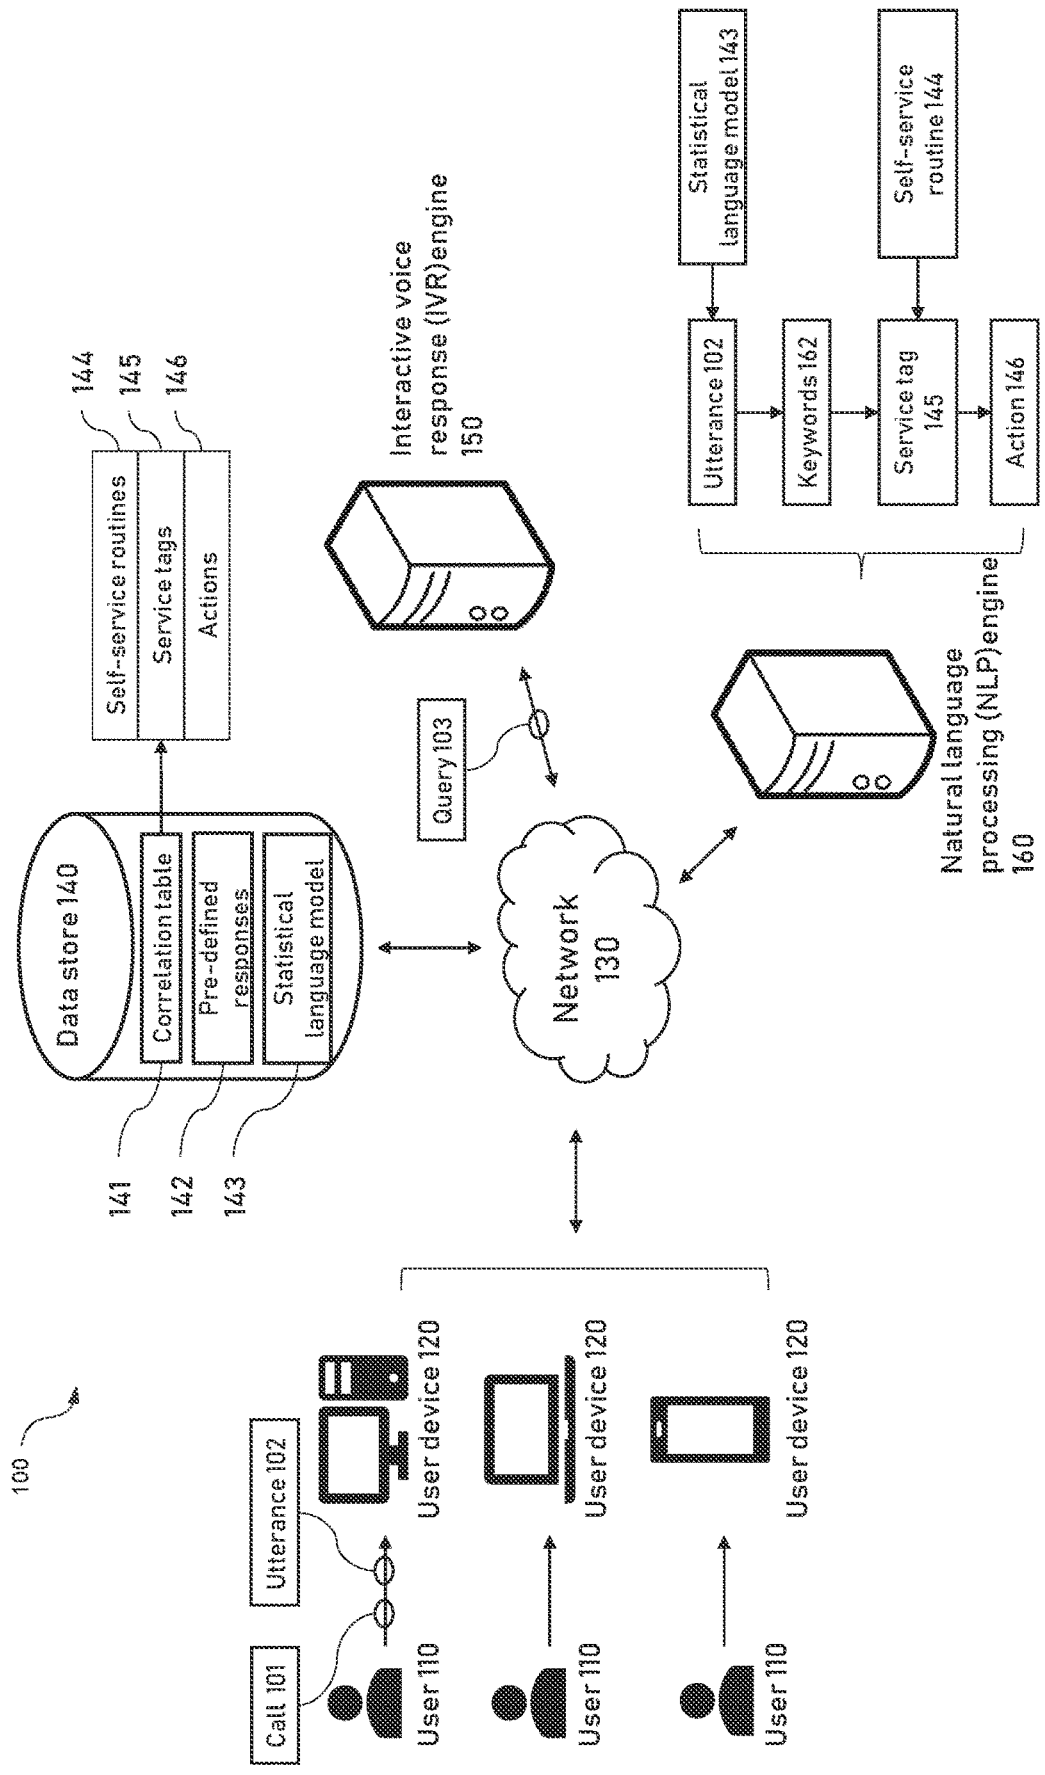 100
Call 101
Utterance 102
User 110
User device 120
User 110
User device 120
User 110
User device 120
141
142
143
Data store 140
Correlation table
Pre-defined
responses
Statistical
language model
Self-service routines
Service tags
Actions
144
145
146
Network
130
Query 103
Interactive voice
response (IVR)engine
150
Natural language
processing (NLP)engine
160
Utterance 102
Keywords 162
Service tag
145
Action 146
Statistical
language model 143
Self-service
routine 144